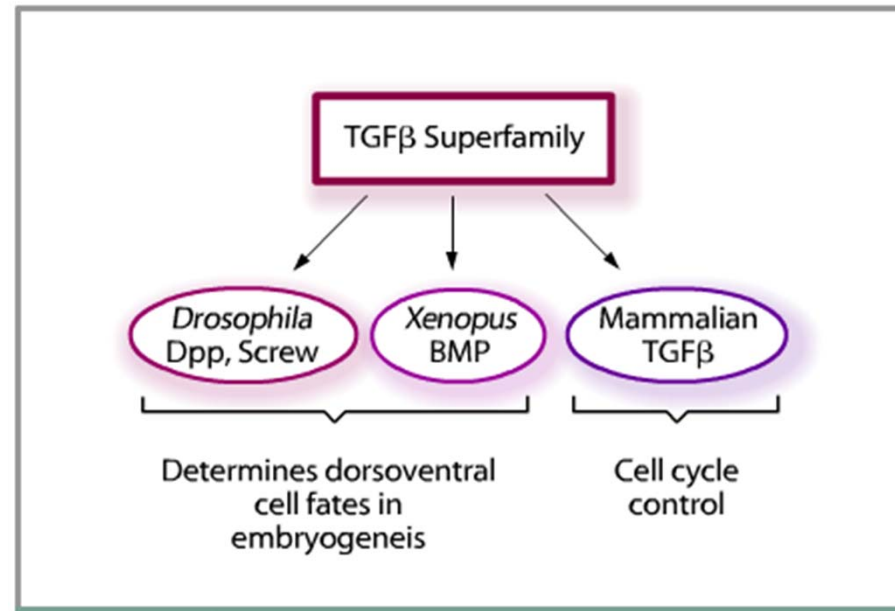 TGFβ Superfamily
Drosophila
Dpp, Screw
Xenopus
BMP
Mammalian
TGFβ
Determines dorsoventral
cell fates in
embryogeneis
Cell cycle
control